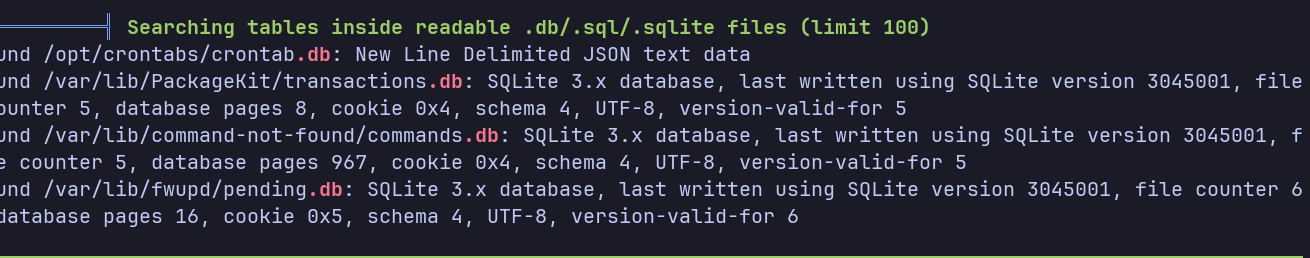 Searching tables inside readable .db/.sql/.sqlite files (limit 100)
und /opt/crontabs/crontab.db: New Line Delimited JSON text data
und /var/lib/PackageKit/transactions.db: SQLite 3.x database, last written using SQLite version 3045001, file
ounter 5, database pages 8, cookie 0x4, schema 4, UTF-8, version-valid-for 5
und /var/lib/command-not-found/commands.db: SQLite 3.x database, last written using SQLite version 3045001, f
e counter 5, database pages 967, cookie 0x4, schema 4, UTF-8, version-valid-for 5
und /var/lib/fwupd/pending.db: SQLite 3.x database, last written using SQLite version 3045001, file counter 6
database pages 16, cookie 0x5, schema 4, UTF-8, version-valid-for 6